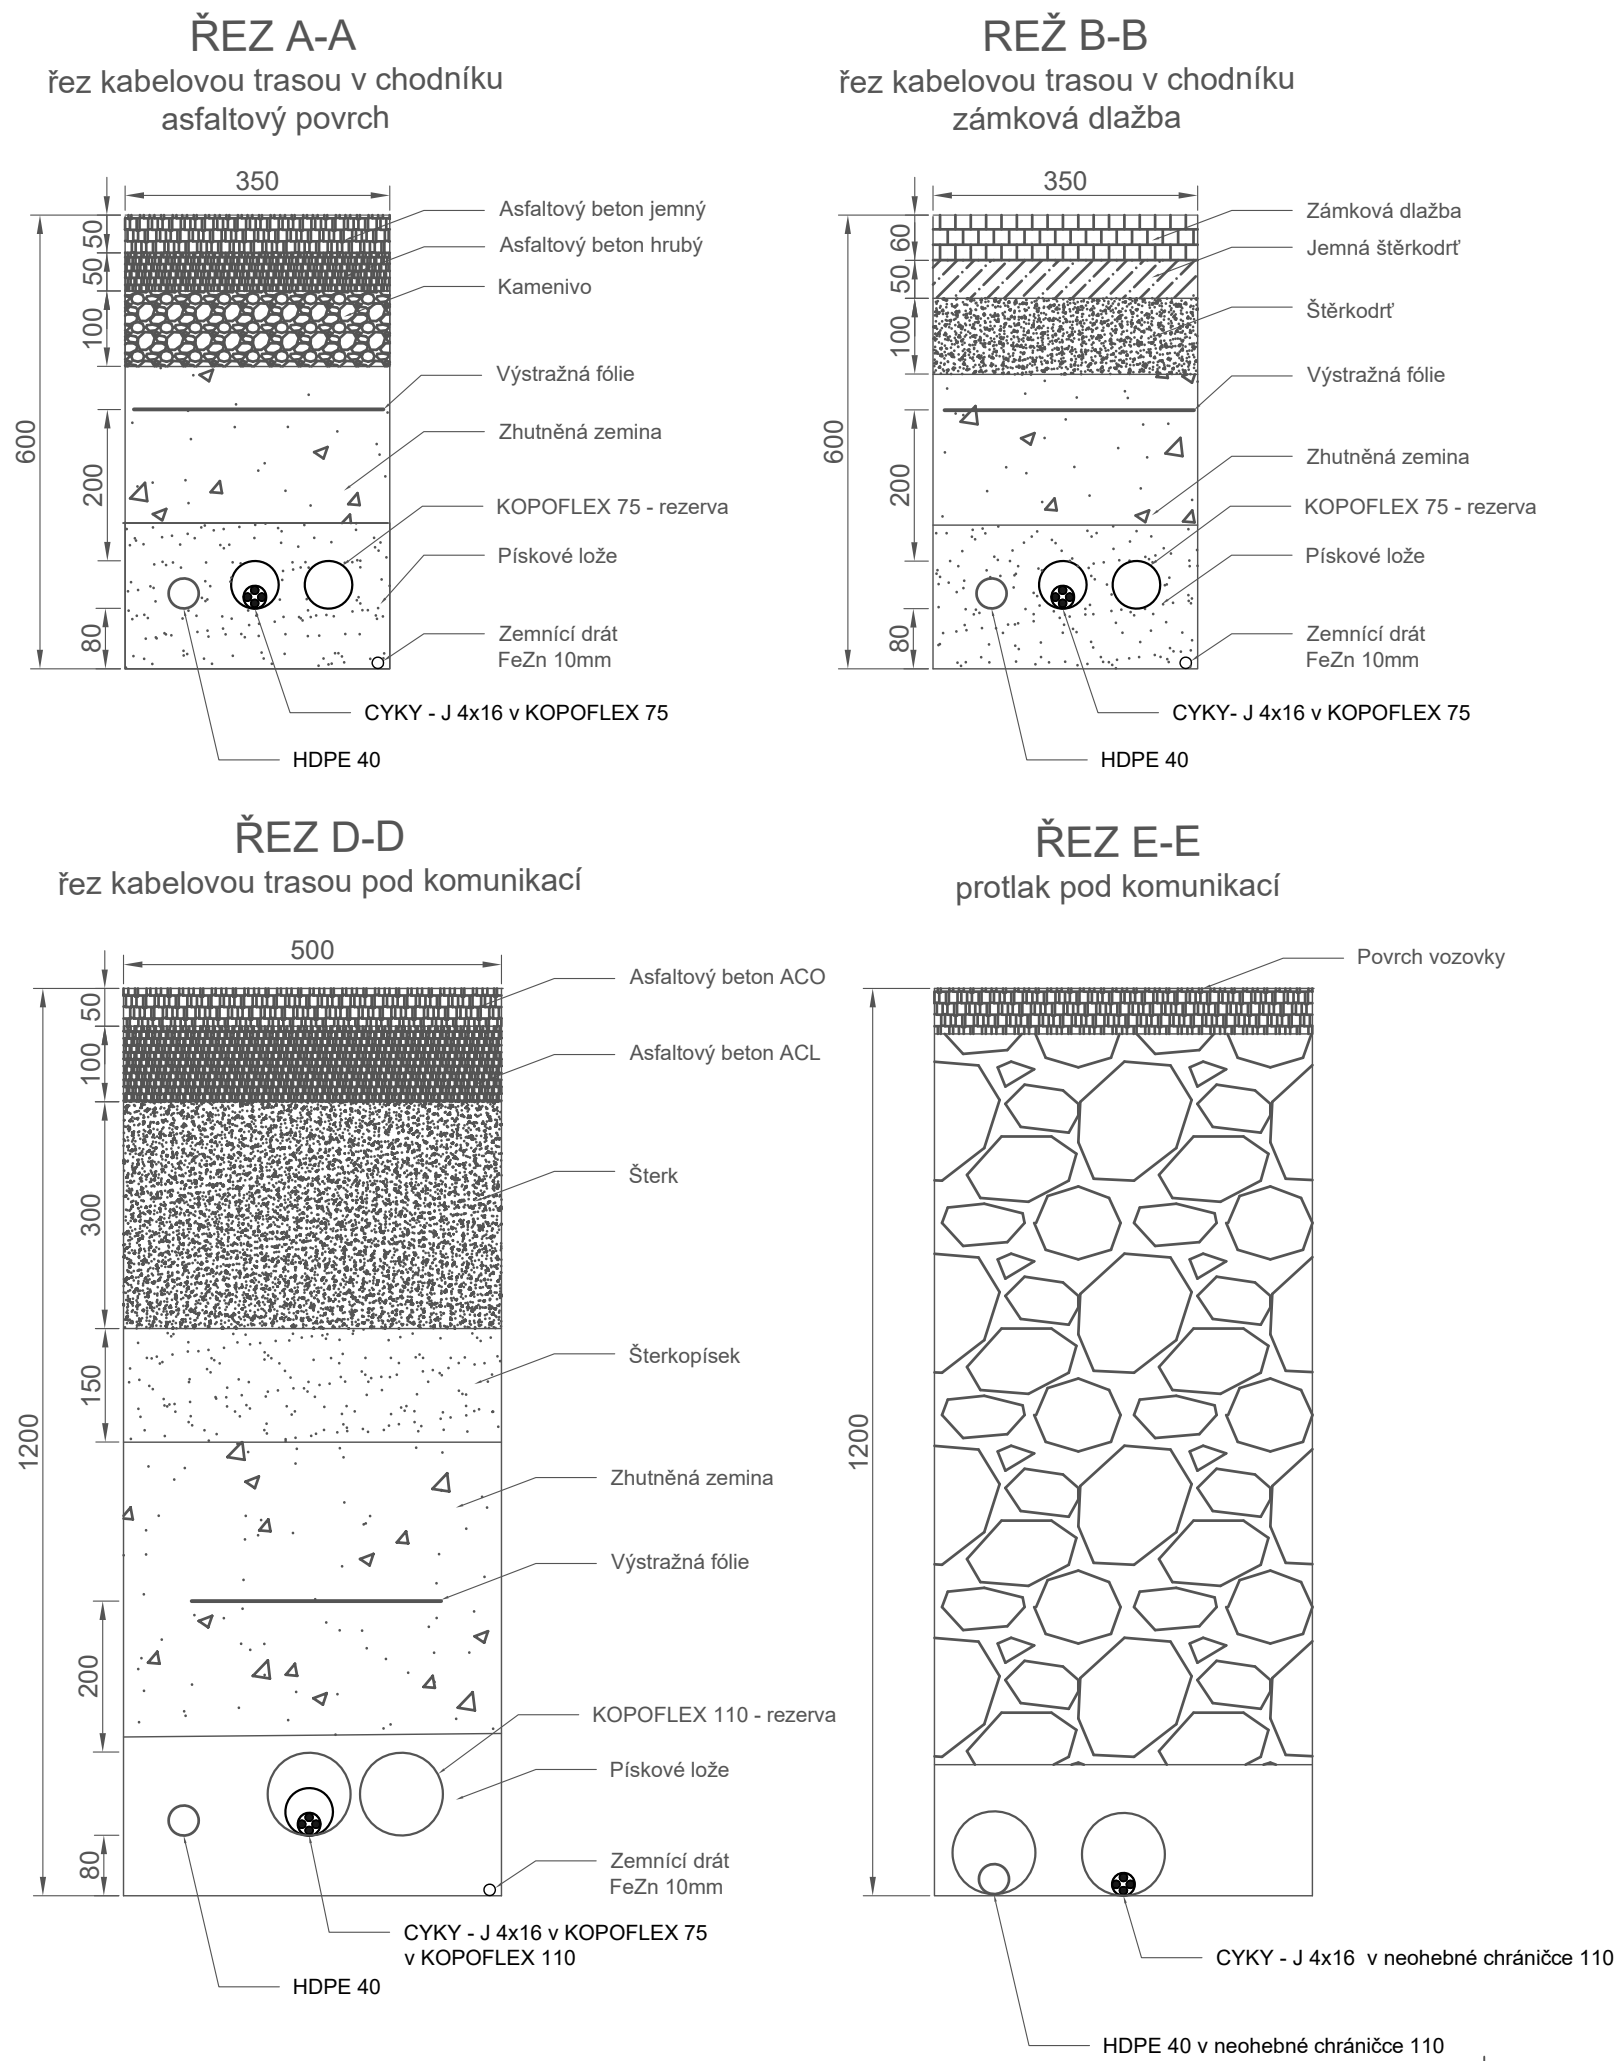 ŘEZ A-A
řez kabelovou trasou v chodníku
asfaltový povrch
350
50
50
100
600
200
80
Asfaltový beton jemný
Asfaltový beton hrubý
Kamenivo
Výstražná fólie
Zhutněná zemina
KOPOFLEX 75 - rezerva
Pískové lože
Zemnící drát
FeZn 10mm
CYKY - J 4x16 v KOPOFLEX 75
HDPE 40
REŽ B-B
řez kabelovou trasou v chodníku
zámková dlažba
350
60
50
100
600
200
80
Zámková dlažba
Jemná štěrkodrť
Štěrkodrť
Výstražná fólie
Zhutněná zemina
KOPOFLEX 75 - rezerva
Pískové lože
Zemnící drát
FeZn 10mm
CYKY- J 4x16 v KOPOFLEX 75
HDPE 40
ŘEZ D-D
řez kabelovou trasou pod komunikací
500
50
100
300
150
1200
200
80
Asfaltový beton ACO
Asfaltový beton ACL
Šterk
Šterkopísek
Zhutněná zemina
Výstražná fólie
KOPOFLEX 110 - rezerva
Pískové lože
Zemnící drát
FeZn 10mm
CYKY - J 4x16 v KOPOFLEX 75
v KOPOFLEX 110
HDPE 40
ŘEZ E-E
protlak pod komunikací
Povrch vozovky
1200
CYKY - J 4x16 v neohebné chráničce 110
HDPE 40 v neohebné chráničce 110